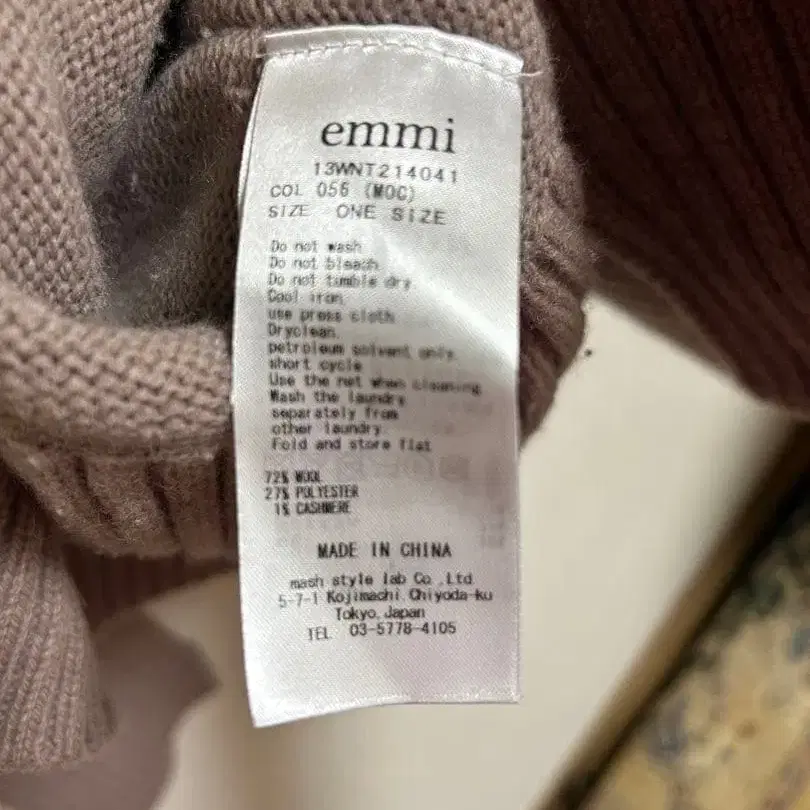 emmi
13WNT214041
COL 056 (MOC)
SIZE ONE SIZE
Do not wash
Do not bleach
Do not tumble dry
Cool iron
use press cloth
Dryclean
petroleum solvent only
short cycle
Use the net when cleaning
Wash the laundry
separately from
other laundry
Fold and store flat
72% WOOL
27% POLYESTER
1% CASHMERE
MADE IN CHINA
mash style lab Co.,Ltd.
5-7-1 Kojimachi.Chiyoda-ku
Tokyo,Japan
TEL 03-5778-4105